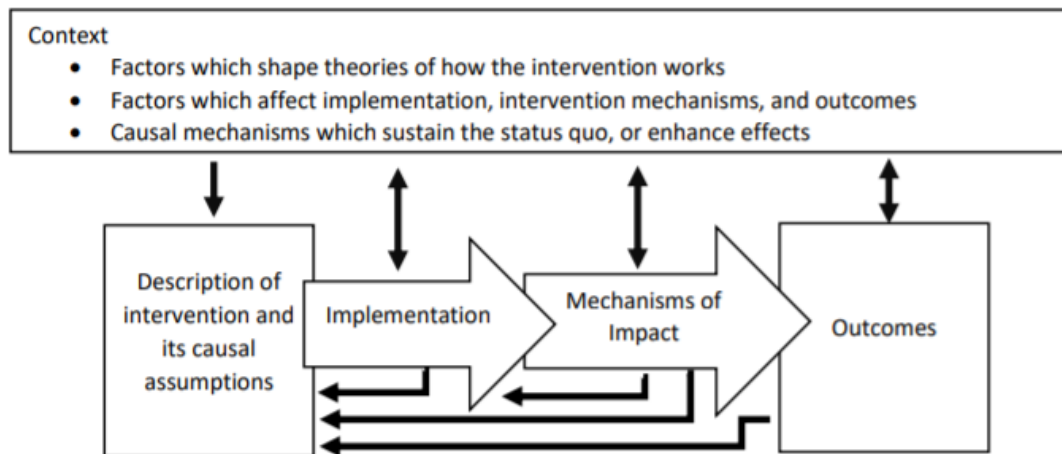 Context
• Factors which shape theories of how the intervention works
• Factors which affect implementation, intervention mechanisms, and outcomes
• Causal mechanisms which sustain the status quo, or enhance effects
Description of
intervention and
its causal
assumptions
Implementation
Mechanisms of
Impact
Outcomes